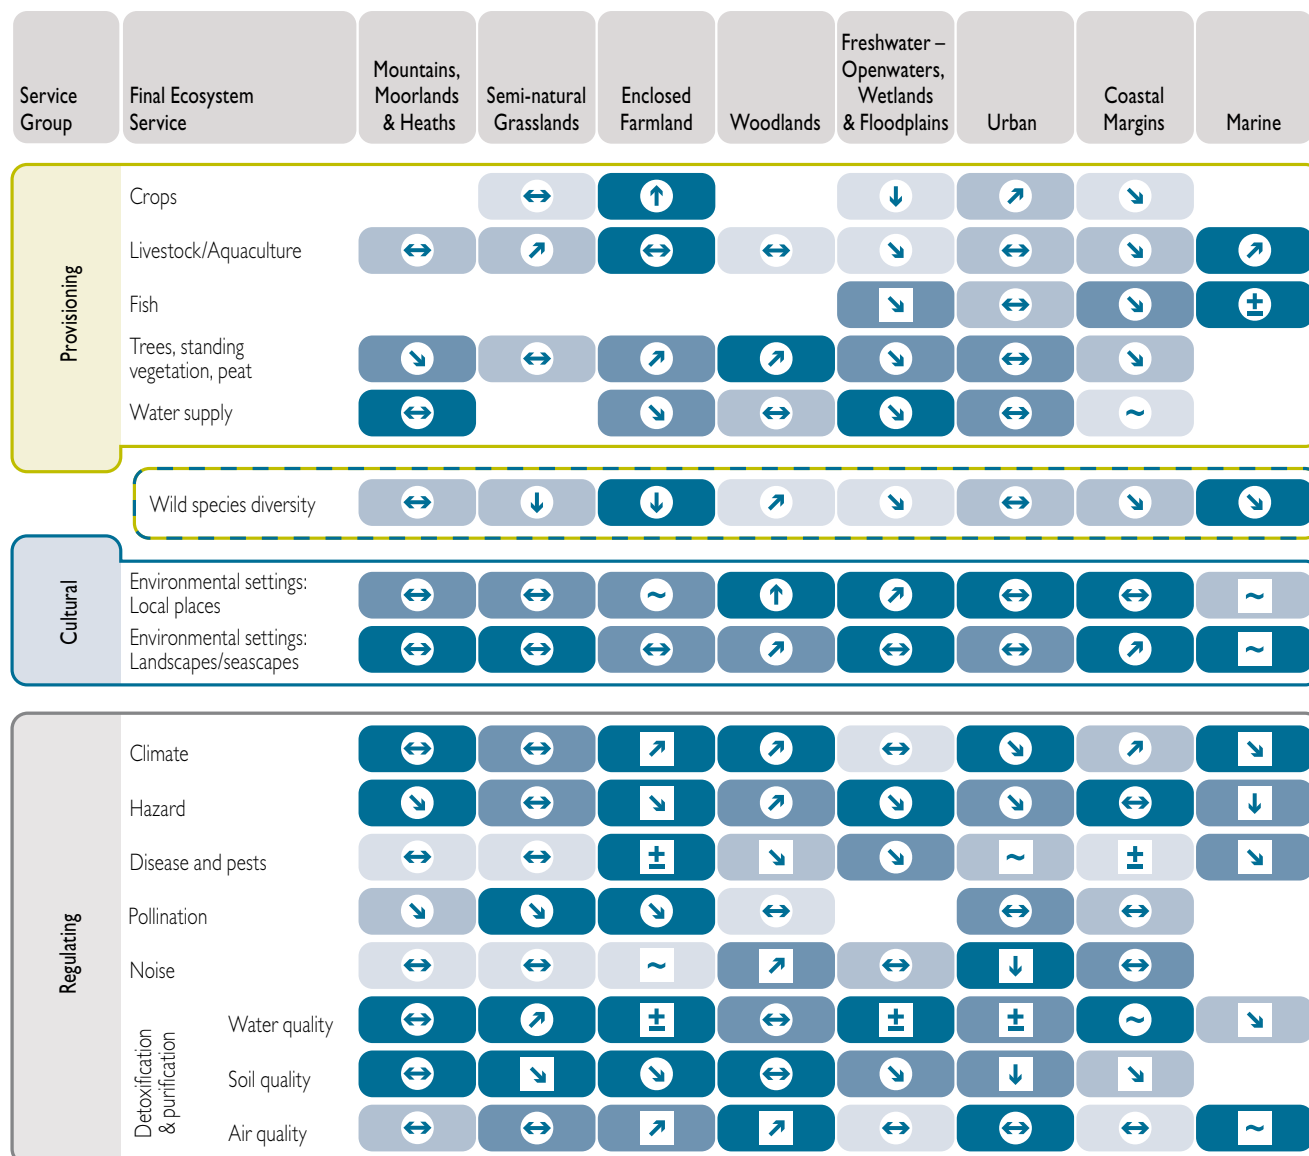 Service
Group
Final Ecosystem
Service
Mountains,
Moorlands
& Heaths
Semi-natural
Grasslands
Enclosed
Farmland
Woodlands
Freshwater –
Openwaters,
Wetlands
& Floodplains
Urban
Coastal
Margins
Marine
Provisioning
Crops
Livestock/Aquaculture
Fish
Trees, standing
vegetation, peat
Water supply
Wild species diversity
Cultural
Environmental settings:
Local places
Environmental settings:
Landscapes/seascapes
Regulating
Climate
Hazard
Disease and pests
Pollination
Noise
Detoxification
& purification
Water quality
Soil quality
Air quality